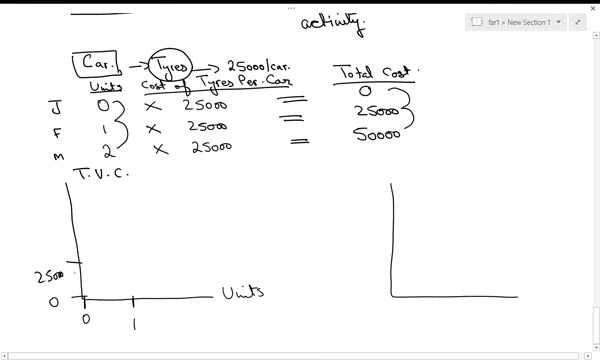 activity.
far1 > New Section 1
Car. → Tyres → 25000/car.
Units Cost of Tyres Per Car Total Cost.
J 0 × 25000 = 0
F 1 × 25000 = 25000
M 2 × 25000 = 50000
T.V.C.
25000
0 Units
0 1